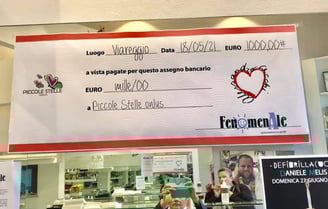 Luogo Viareggio Data 18/05/21 EURO 1000,00#
a vista pagate per questo assegno bancario
PICCOLE STELLE
EURO mille/00
a Piccole Stelle onlus
FenomenAle
DEFIBRILLA
DANIELE MELIS
DOMENICA 27 GIUGNO